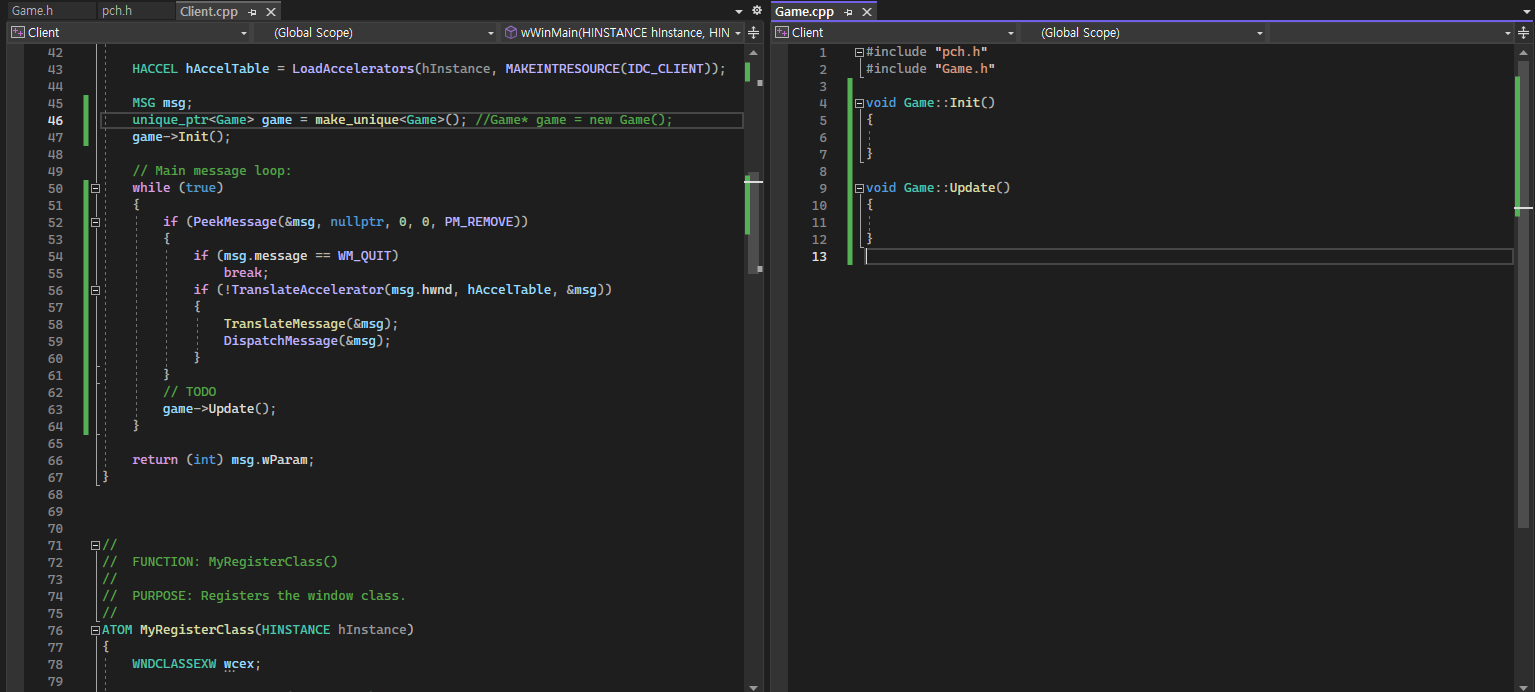 Game.h pch.h Client.cpp
Client (Global Scope) wWinMain(HINSTANCE hInstance, HIN
42
43 HACCEL hAccelTable = LoadAccelerators(hInstance, MAKEINTRESOURCE(IDC_CLIENT));
44
45 MSG msg;
46 unique_ptr<Game> game = make_unique<Game>(); //Game* game = new Game();
47 game->Init();
48
49 // Main message loop:
50 while (true)
51 {
52 if (PeekMessage(&msg, nullptr, 0, 0, PM_REMOVE))
53 {
54 if (msg.message == WM_QUIT)
55 break;
56 if (!TranslateAccelerator(msg.hwnd, hAccelTable, &msg))
57 {
58 TranslateMessage(&msg);
59 DispatchMessage(&msg);
60 }
61 }
62 // TODO
63 game->Update();
64 }
65
66 return (int) msg.wParam;
67 }
68
69
70
71 //
72 // FUNCTION: MyRegisterClass()
73 //
74 // PURPOSE: Registers the window class.
75 //
76 ATOM MyRegisterClass(HINSTANCE hInstance)
77 {
78 WNDCLASSEXW wcex;
79
Game.cpp
Client (Global Scope)
1 #include "pch.h"
2 #include "Game.h"
3
4 void Game::Init()
5 {
6
7 }
8
9 void Game::Update()
10 {
11
12 }
13